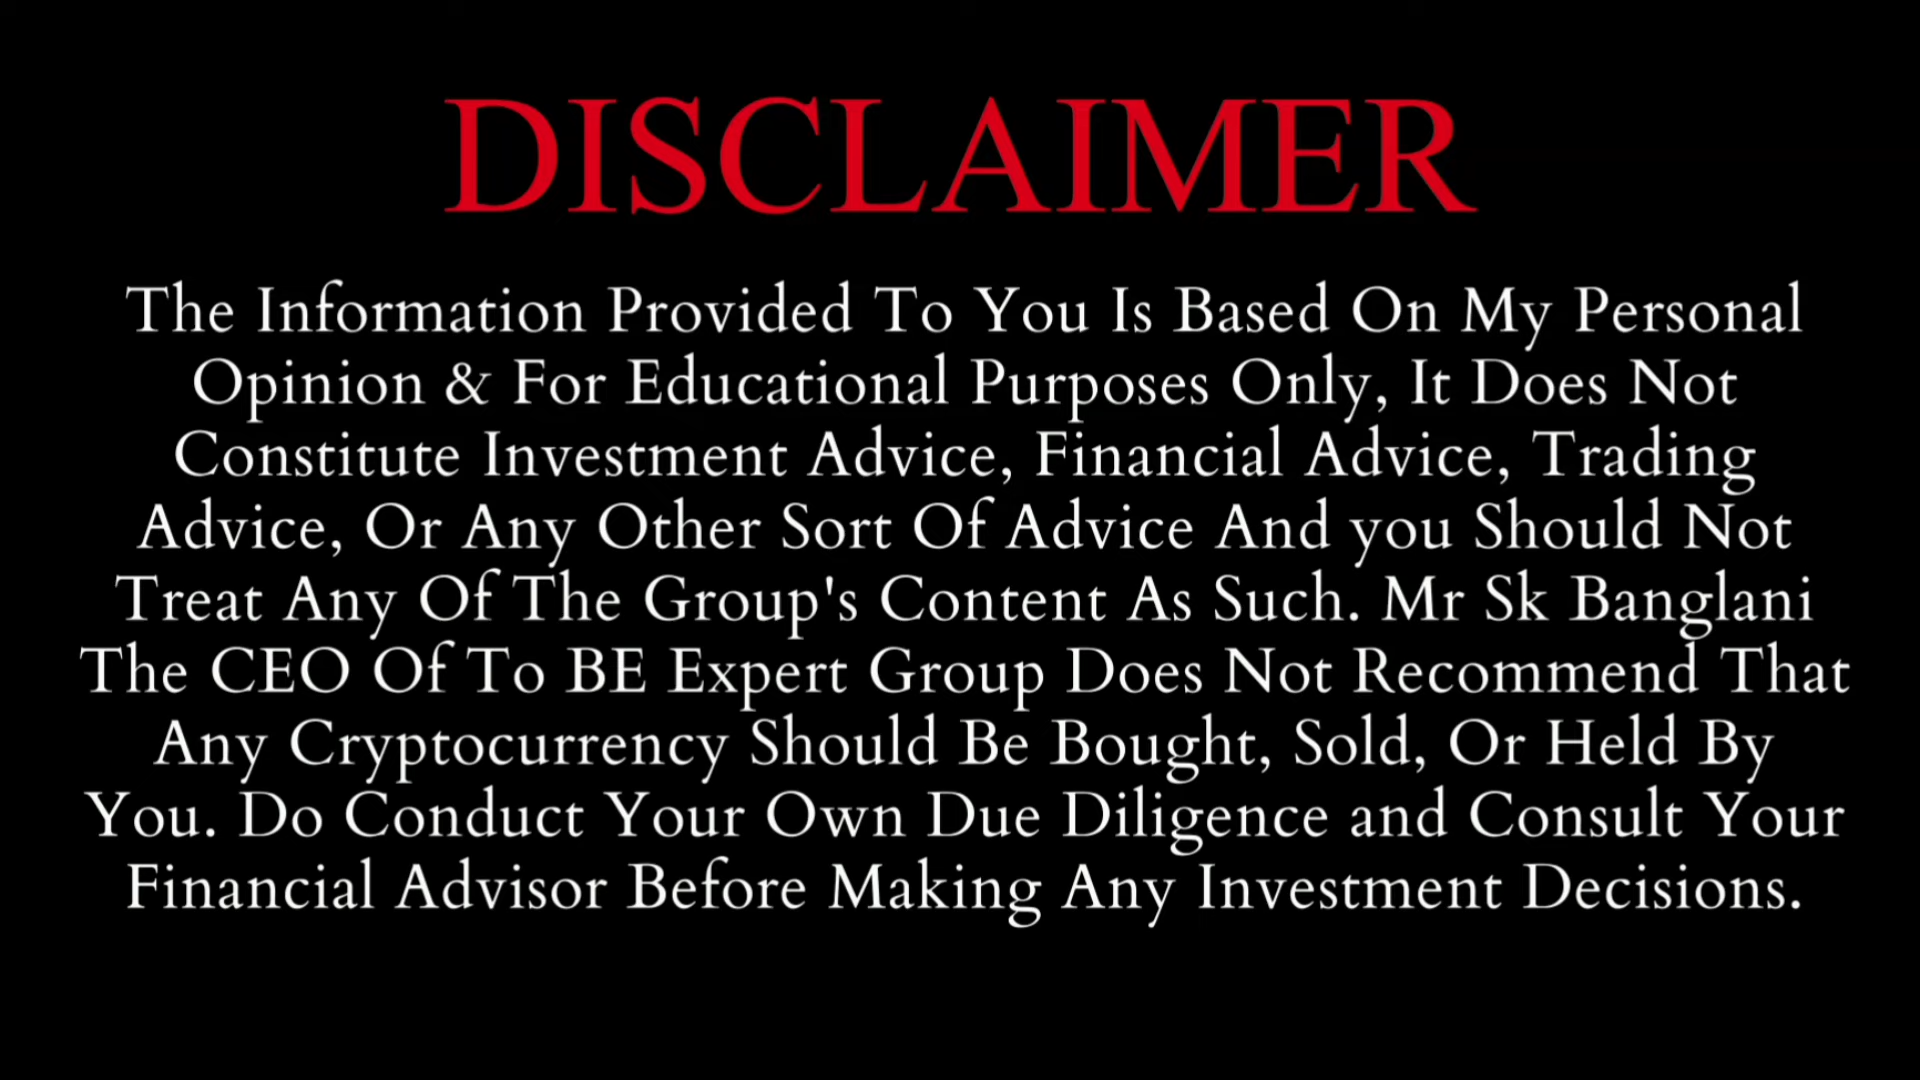 DISCLAIMER
The Information Provided To You Is Based On My Personal
Opinion & For Educational Purposes Only, It Does Not
Constitute Investment Advice, Financial Advice, Trading
Advice, Or Any Other Sort Of Advice And you Should Not
Treat Any Of The Group's Content As Such. Mr Sk Banglani
The CEO Of To BE Expert Group Does Not Recommend That
Any Cryptocurrency Should Be Bought, Sold, Or Held By
You. Do Conduct Your Own Due Diligence and Consult Your
Financial Advisor Before Making Any Investment Decisions.